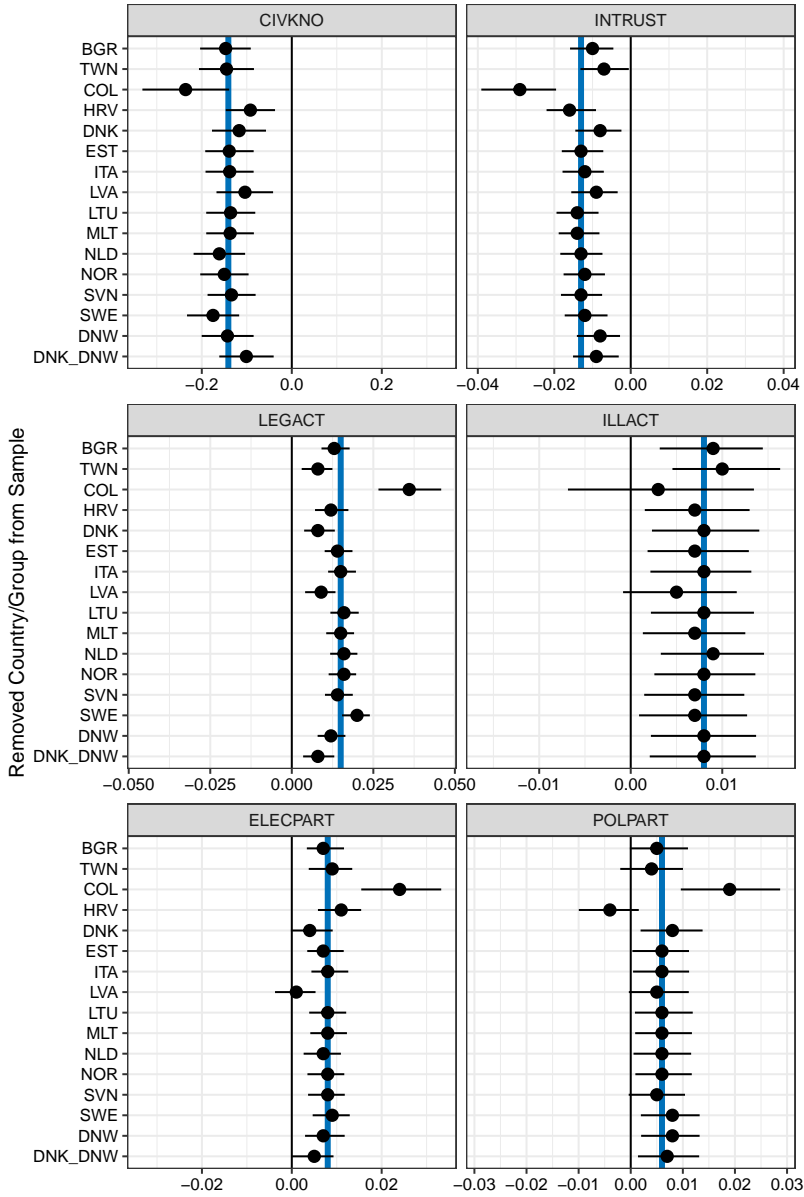 CIVKNO INTRUST
BGR
TWN
COL
HRV
DNK
EST
ITA
LVA
LTU
MLT
NLD
NOR
SVN
SWE
DNW
DNK_DNW
−0.2 0.0 0.2 −0.04 −0.02 0.00 0.02 0.04
LEGACT ILLACT
BGR
TWN
COL
HRV
DNK
EST
ITA
LVA
LTU
MLT
NLD
NOR
SVN
SWE
DNW
DNK_DNW
−0.050 −0.025 0.000 0.025 0.050 −0.01 0.00 0.01
ELECPART POLPART
BGR
TWN
COL
HRV
DNK
EST
ITA
LVA
LTU
MLT
NLD
NOR
SVN
SWE
DNW
DNK_DNW
−0.02 0.00 0.02 −0.03 −0.02 −0.01 0.00 0.01 0.02 0.03
Removed Country/Group from Sample